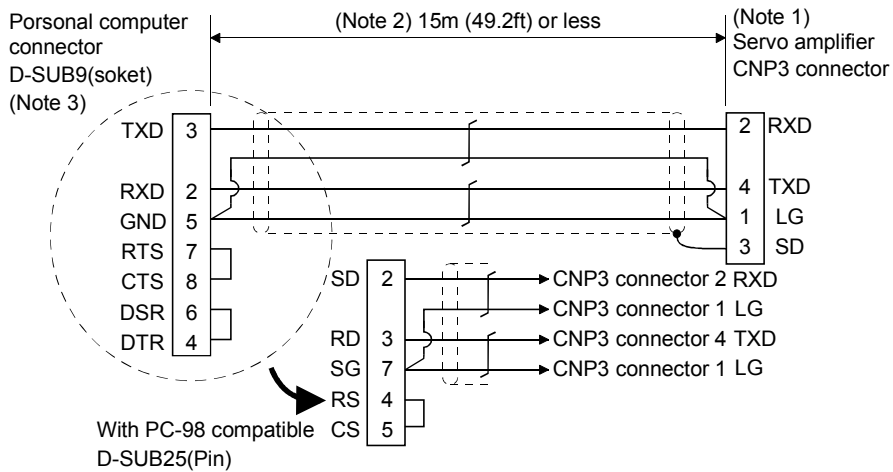 Porsonal computer
connector
D-SUB9(soket)
(Note 3)
(Note 2) 15m (49.2ft) or less
(Note 1)
Servo amplifier
CNP3 connector
TXD 3
2 RXD
RXD 2
4 TXD
GND 5
1 LG
RTS 7
3 SD
CTS 8
DSR 6
DTR 4
SD 2
CNP3 connector 2 RXD
CNP3 connector 1 LG
RD 3
CNP3 connector 4 TXD
SG 7
CNP3 connector 1 LG
RS 4
CS 5
With PC-98 compatible
D-SUB25(Pin)